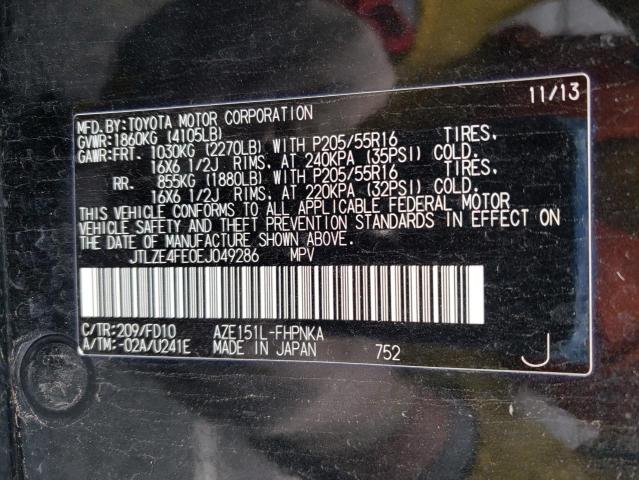 11/13
MFD.BY:TOYOTA MOTOR CORPORATION
GVWR:1860KG (4105LB)
GAWR:FRT. 1030KG (2270LB) WITH P205/55R16 TIRES,
16X6 1/2J RIMS, AT 240KPA (35PSI) COLD.
RR. 855KG (1880LB) WITH P205/55R16 TIRES,
16X6 1/2J RIMS, AT 220KPA (32PSI) COLD.
THIS VEHICLE CONFORMS TO ALL APPLICABLE FEDERAL MOTOR
VEHICLE SAFETY AND THEFT PREVENTION STANDARDS IN EFFECT ON
THE DATE OF MANUFACTURE SHOWN ABOVE.
JTLZE4FE0EJ049286 MPV
C/TR:209/FD10 AZE151L-FHPNKA
A/TM:-02A/U241E MADE IN JAPAN 752 J